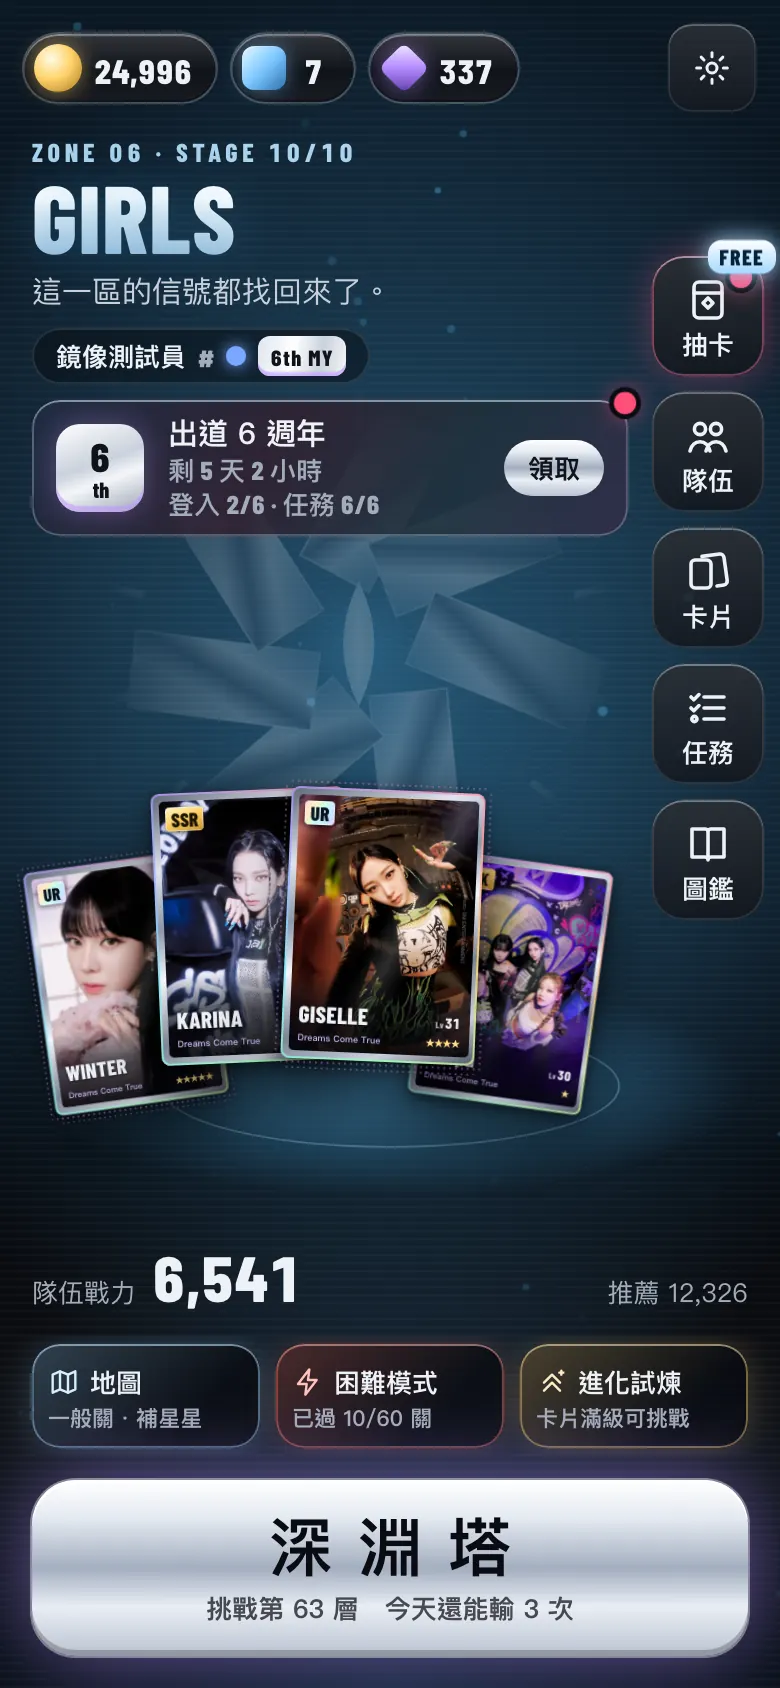 24,996
7
337
ZONE 06 · STAGE 10/10
GIRLS
這一區的信號都找回來了。
鏡像測試員 # 6th MY
6
th
出道 6 週年
剩 5 天 2 小時
登入 2/6 · 任務 6/6
領取
FREE
抽卡
隊伍
卡片
任務
圖鑑
UR
WINTER
Dreams Come True
★★★★★
SSR
KARINA
Dreams Come True
UR
GISELLE
Lv31
Dreams Come True
★★★★
Lv30
Dreams Come True
★
隊伍戰力 6,541
推薦 12,326
地圖
一般關 · 補星星
困難模式
已過 10/60 關
進化試煉
卡片滿級可挑戰
深淵塔
挑戰第 63 層 今天還能輸 3 次